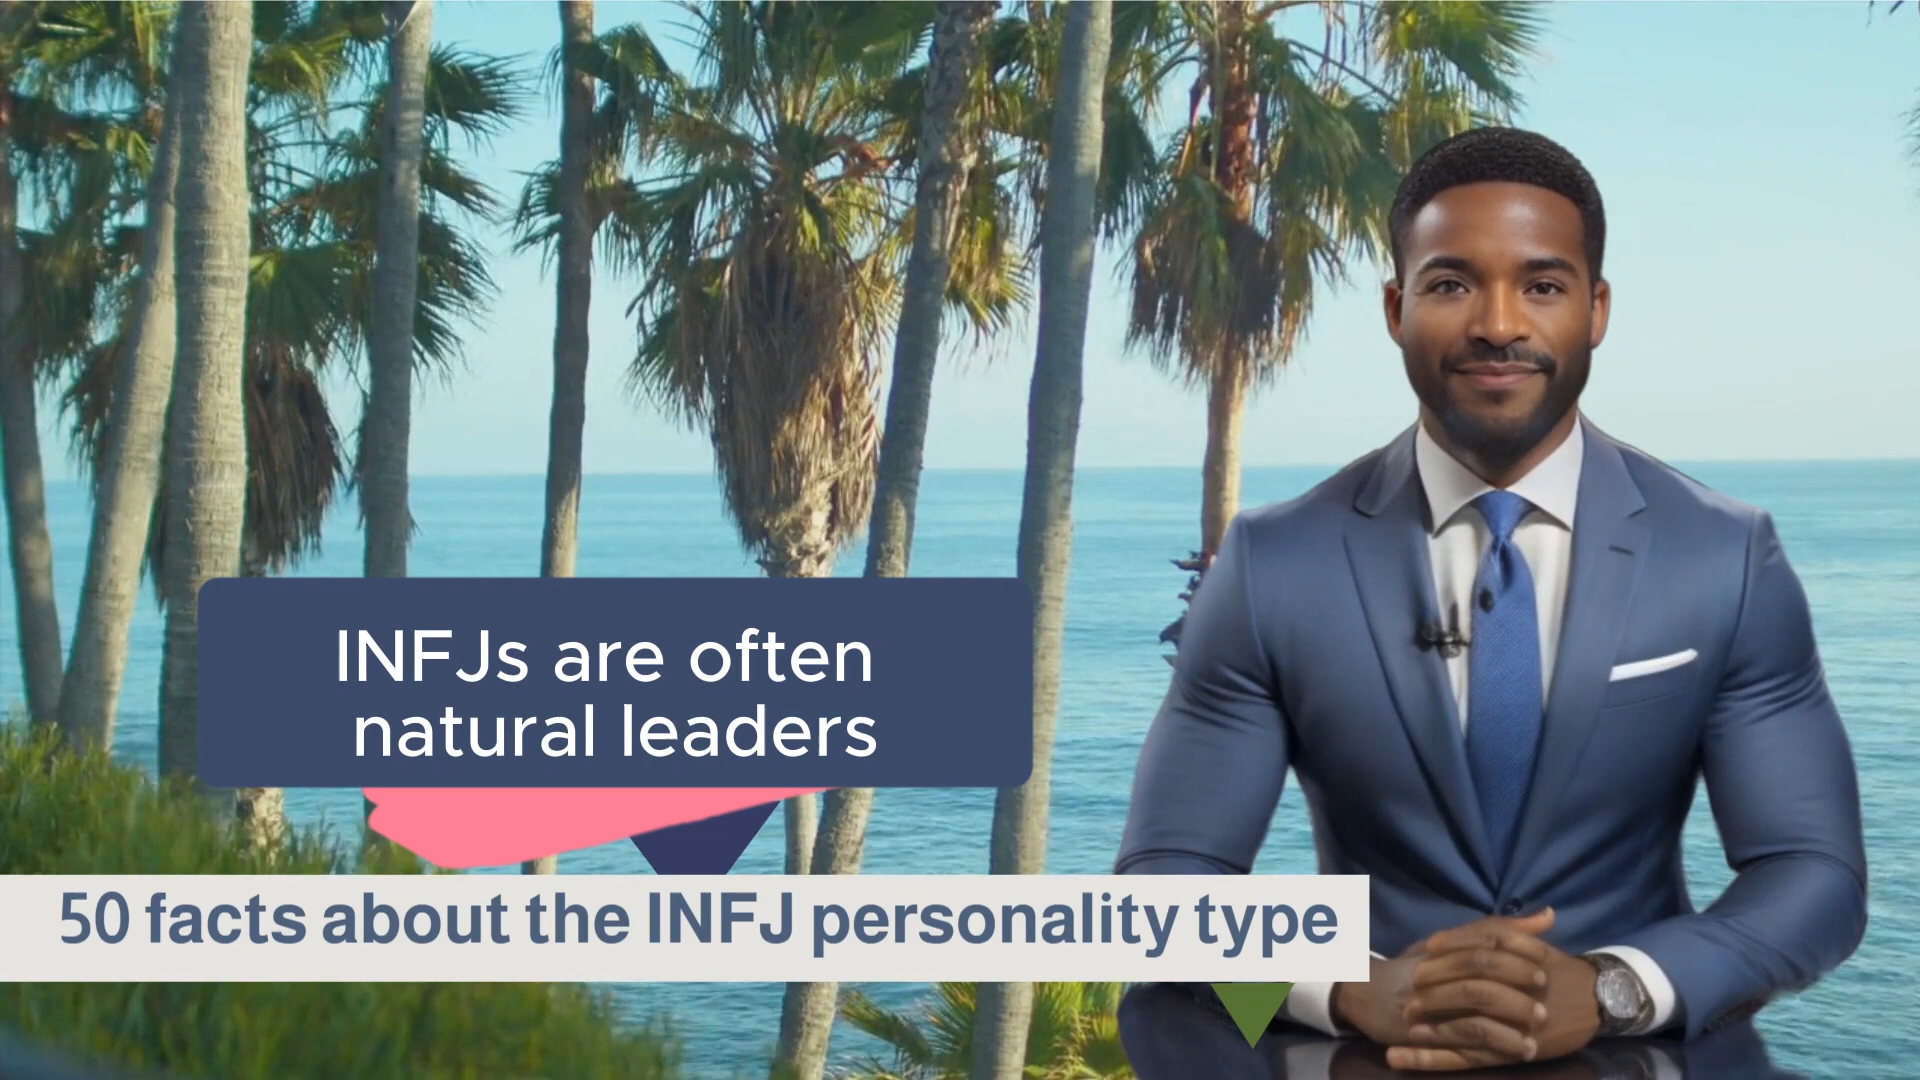 INFJs are often
natural leaders
50 facts about the INFJ personality type